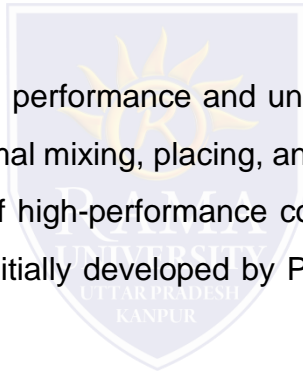 performance and un
nal mixing, placing, an
f high-performance co
itially developed by P
RAMA
UNIVERSITY
UTTAR PRADESH
KANPUR